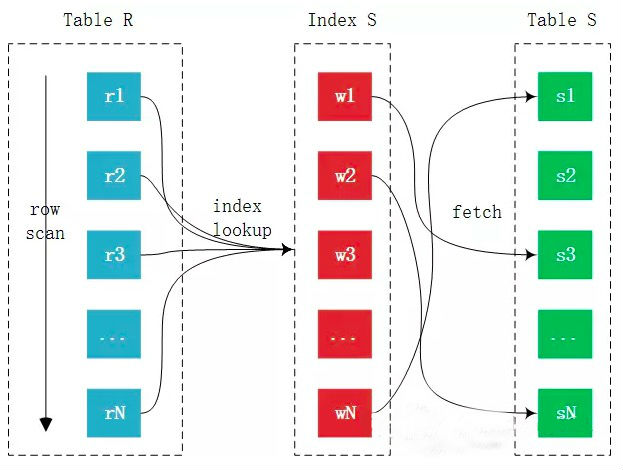 Table R
Index S
Table S
r1
w1
s1
r2
w2
s2
row
scan
index
lookup
fetch
r3
w3
s3
...
...
...
rN
wN
sN